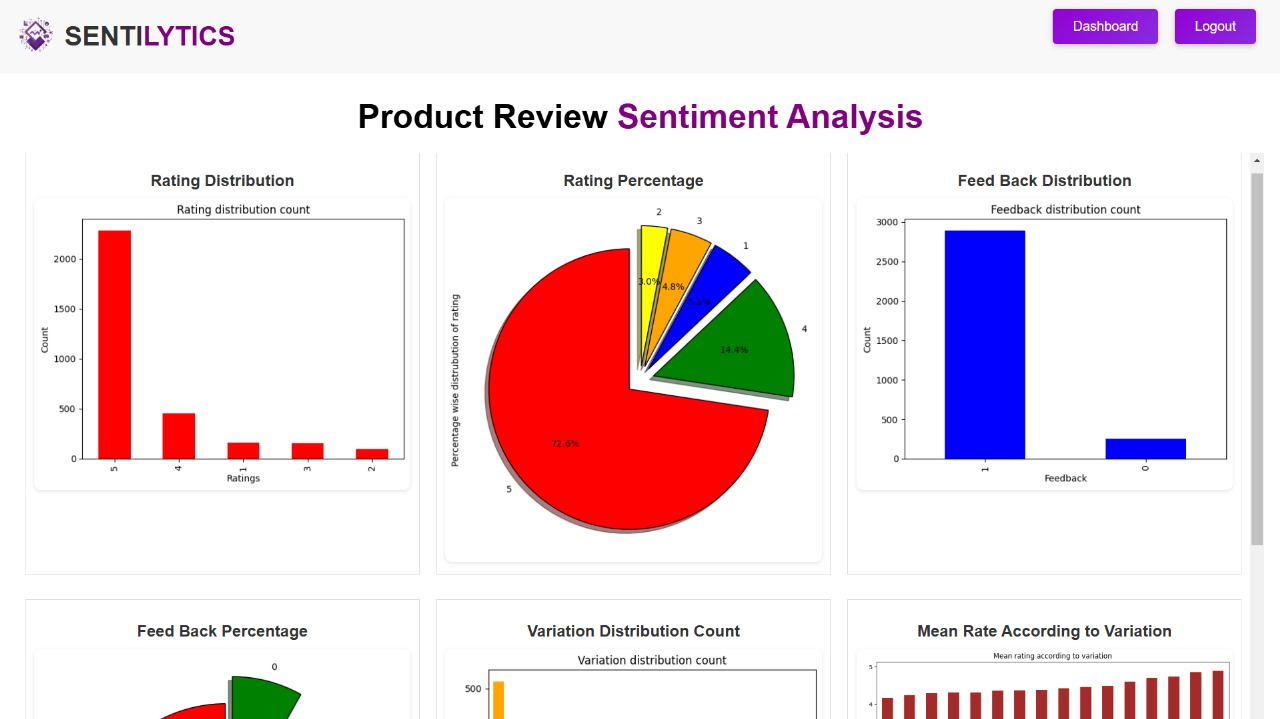 SENTILYTICS
Dashboard
Logout
Product Review Sentiment Analysis
Rating Distribution
Rating distribution count
2000
1500
1000
500
0
Count
5
4
1
3
2
Ratings
Rating Percentage
2
3
1
4
5
3.0%
4.8%
5.1%
14.4%
72.6%
Percentage wise distrubution of rating
Feed Back Distribution
Feedback distribution count
3000
2500
2000
1500
1000
500
0
Count
1
0
Feedback
Feed Back Percentage
0
Variation Distribution Count
Variation distribution count
500
Mean Rate According to Variation
Mean rating according to variation
5
4